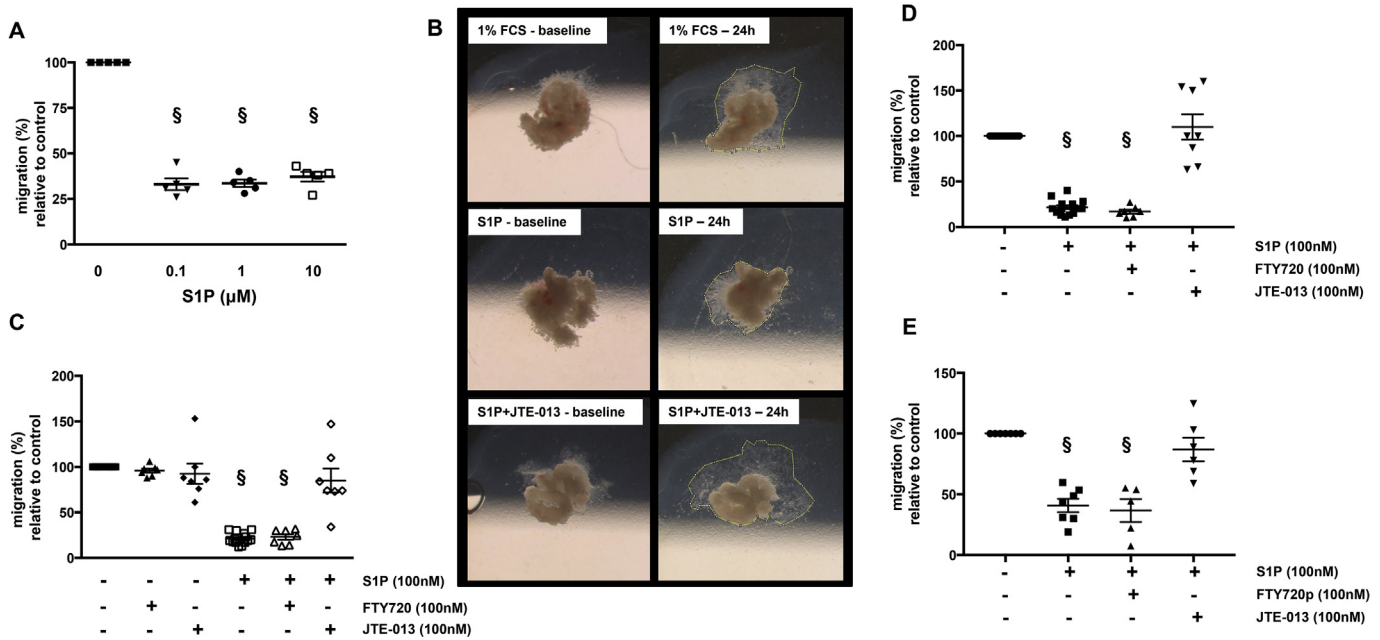 A
migration (%)
relative to control
100
75
50
25
0
§ § §
0 0.1 1 10
S1P (µM)
B
1% FCS - baseline
1% FCS – 24h
S1P - baseline
S1P – 24h
S1P+JTE-013 - baseline
S1P+JTE-013 – 24h
C
migration (%)
relative to control
200
150
100
50
0
§ §
- - - + + + S1P (100nM)
- + - - + - FTY720 (100nM)
- - + - - + JTE-013 (100nM)
D
migration (%)
relative to control
200
150
100
50
0
§ §
- + + + S1P (100nM)
- - + - FTY720 (100nM)
- - - + JTE-013 (100nM)
E
migration (%)
relative to control
150
100
50
0
§ §
- + + + S1P (100nM)
- - + - FTY720p (100nM)
- - - + JTE-013 (100nM)